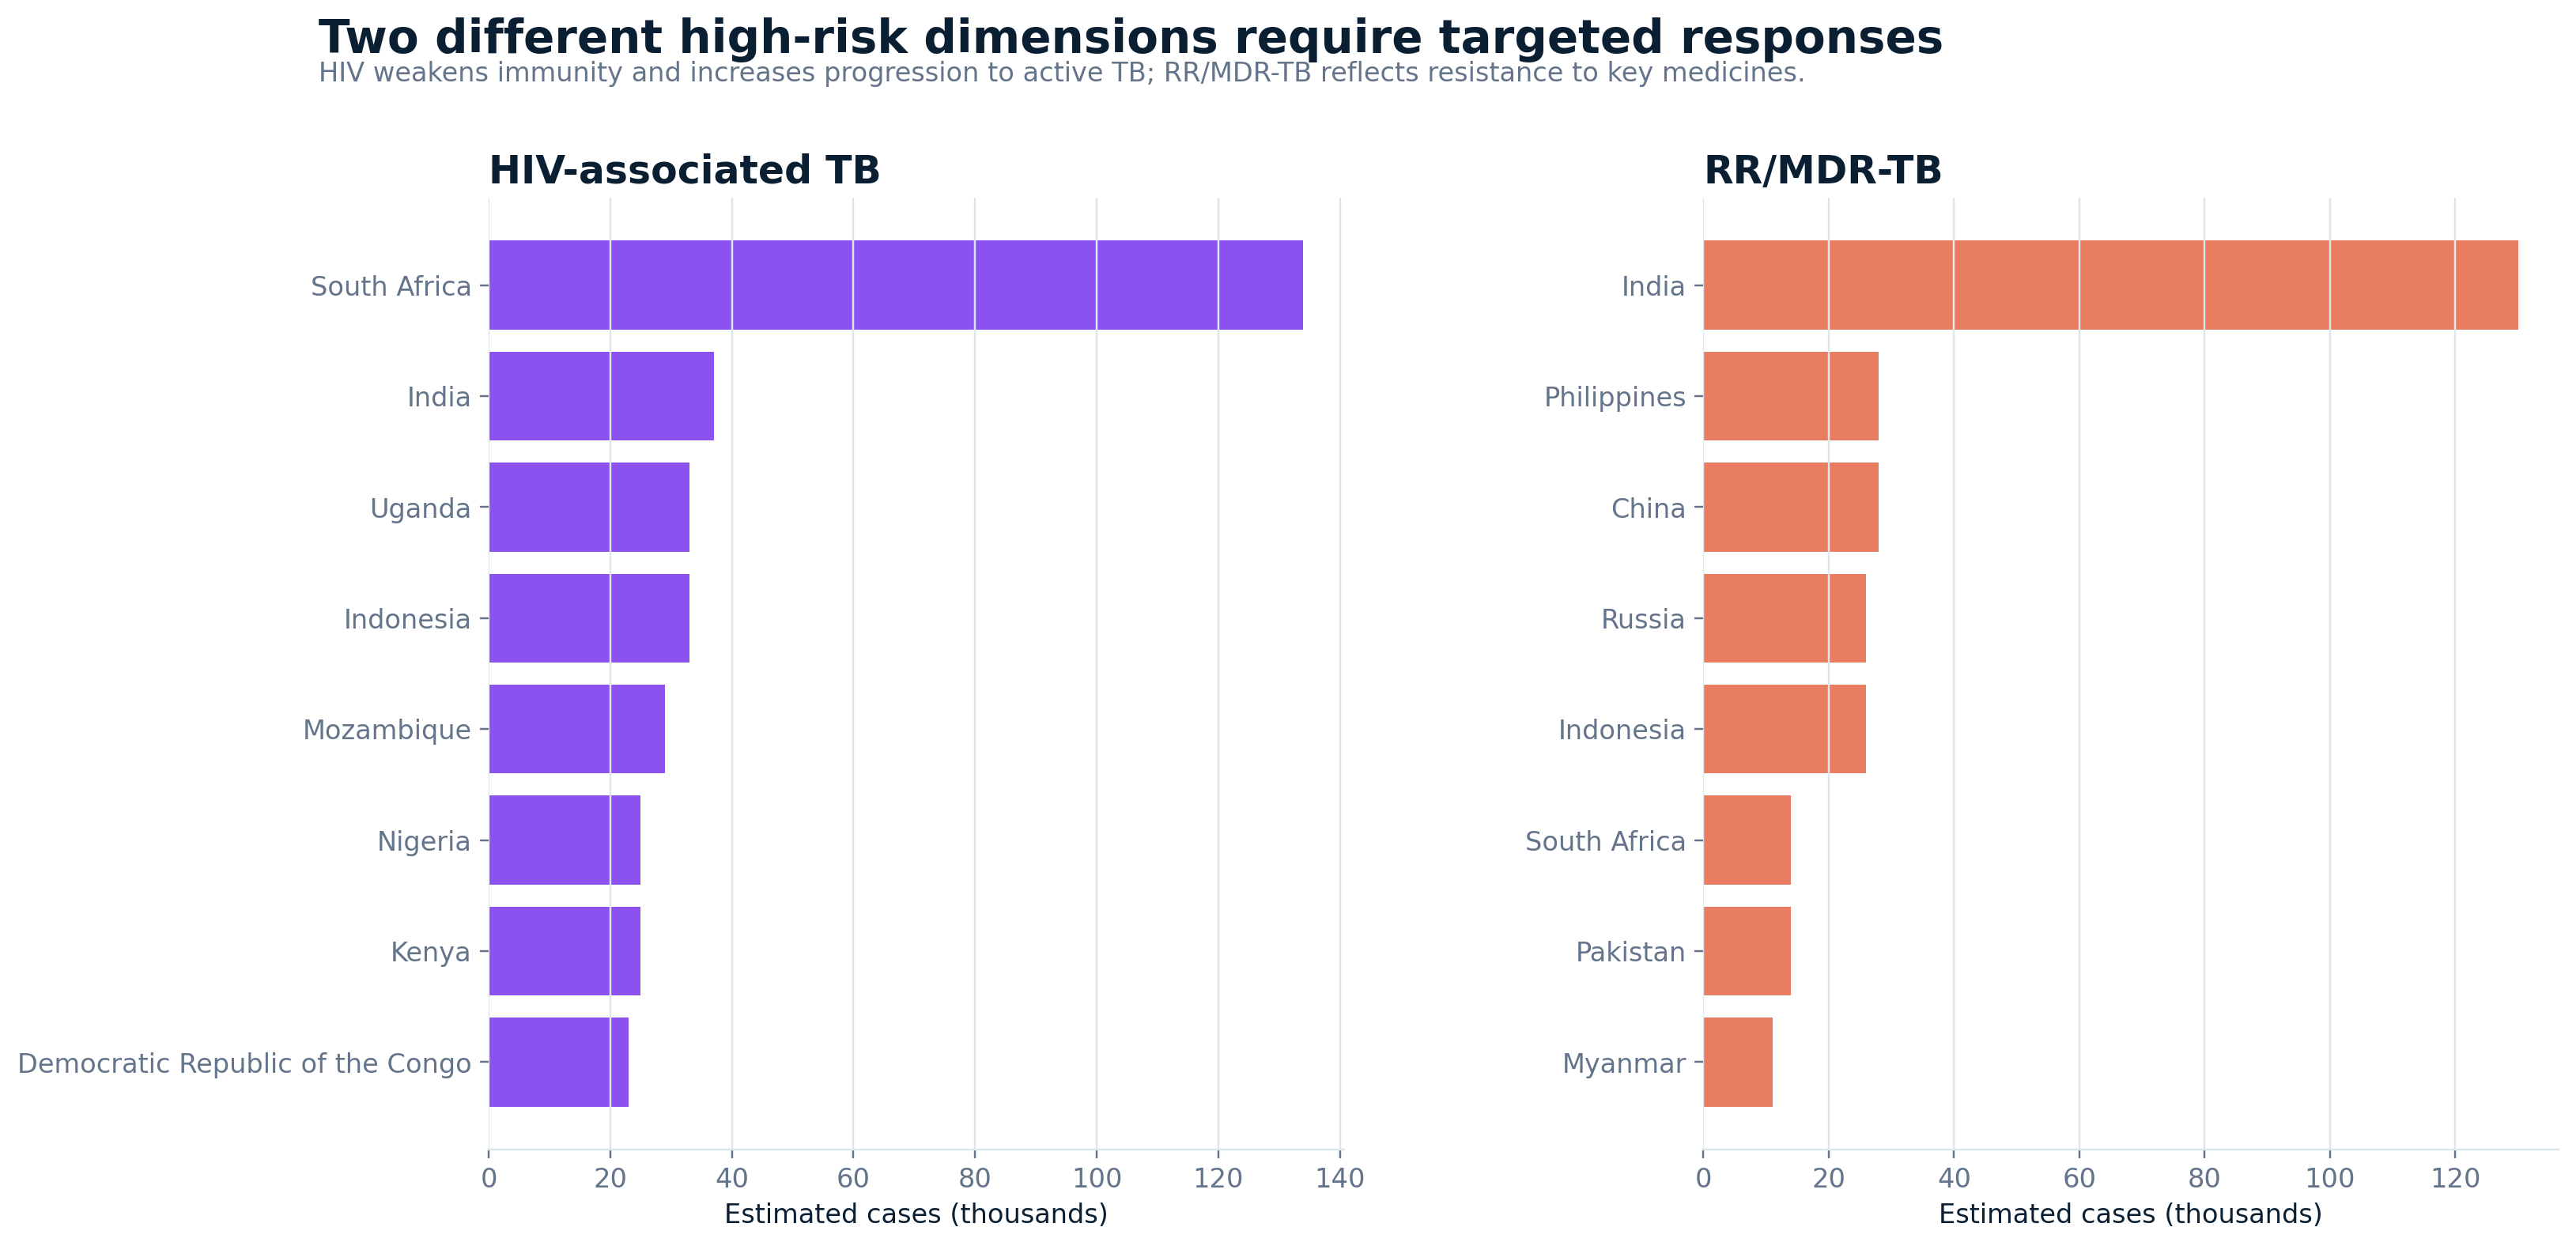 Two different high-risk dimensions require targeted responses
HIV weakens immunity and increases progression to active TB; RR/MDR-TB reflects resistance to key medicines.
HIV-associated TB
South Africa
India
Uganda
Indonesia
Mozambique
Nigeria
Kenya
Democratic Republic of the Congo
0 20 40 60 80 100 120 140
Estimated cases (thousands)
RR/MDR-TB
India
Philippines
China
Russia
Indonesia
South Africa
Pakistan
Myanmar
0 20 40 60 80 100 120
Estimated cases (thousands)